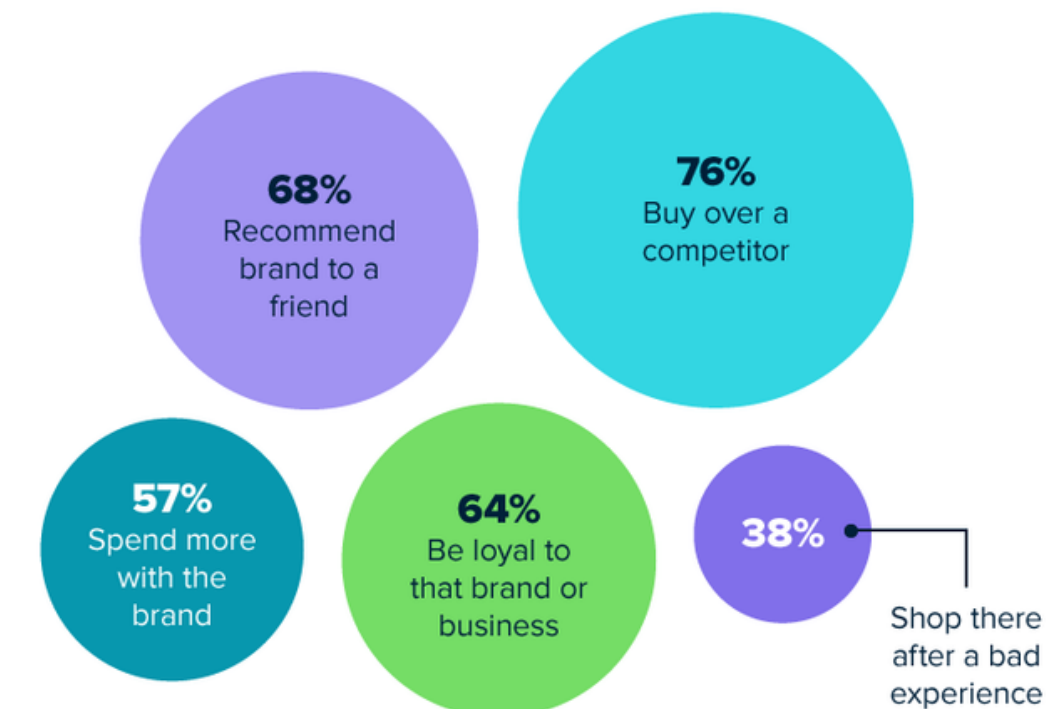 68%
Recommend
brand to a
friend
76%
Buy over a
competitor
57%
Spend more
with the
brand
64%
Be loyal to
that brand or
business
38%
Shop there
after a bad
experience